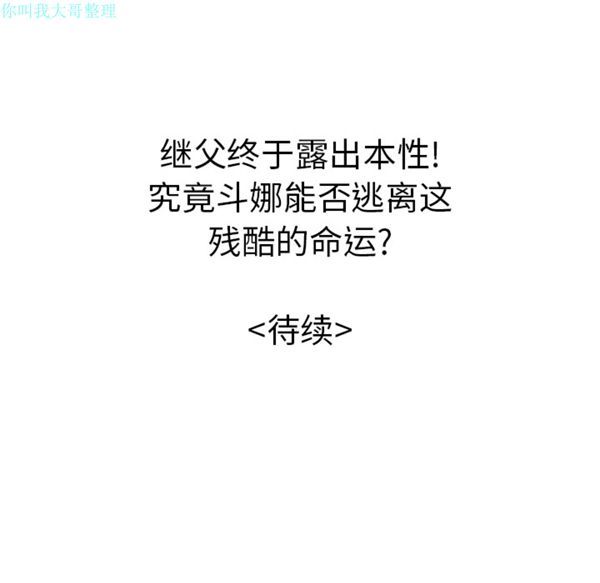 你叫我大哥整理
继父终于露出本性!
究竟斗娜能否逃离这
残酷的命运?
<待续>